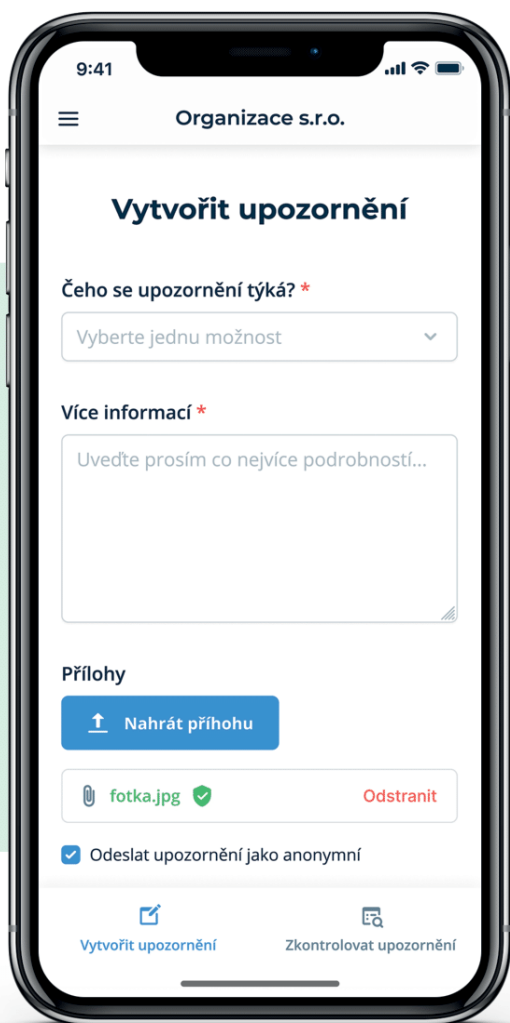 9:41
Organizace s.r.o.
Vytvořit upozornění
Čeho se upozornění týká? *
Vyberte jednu možnost
Více informací *
Uveďte prosím co nejvíce podrobností...
Přílohy
Nahrát příhohu
fotka.jpg
Odstranit
Odeslat upozornění jako anonymní
Vytvořit upozornění
Zkontrolovat upozornění